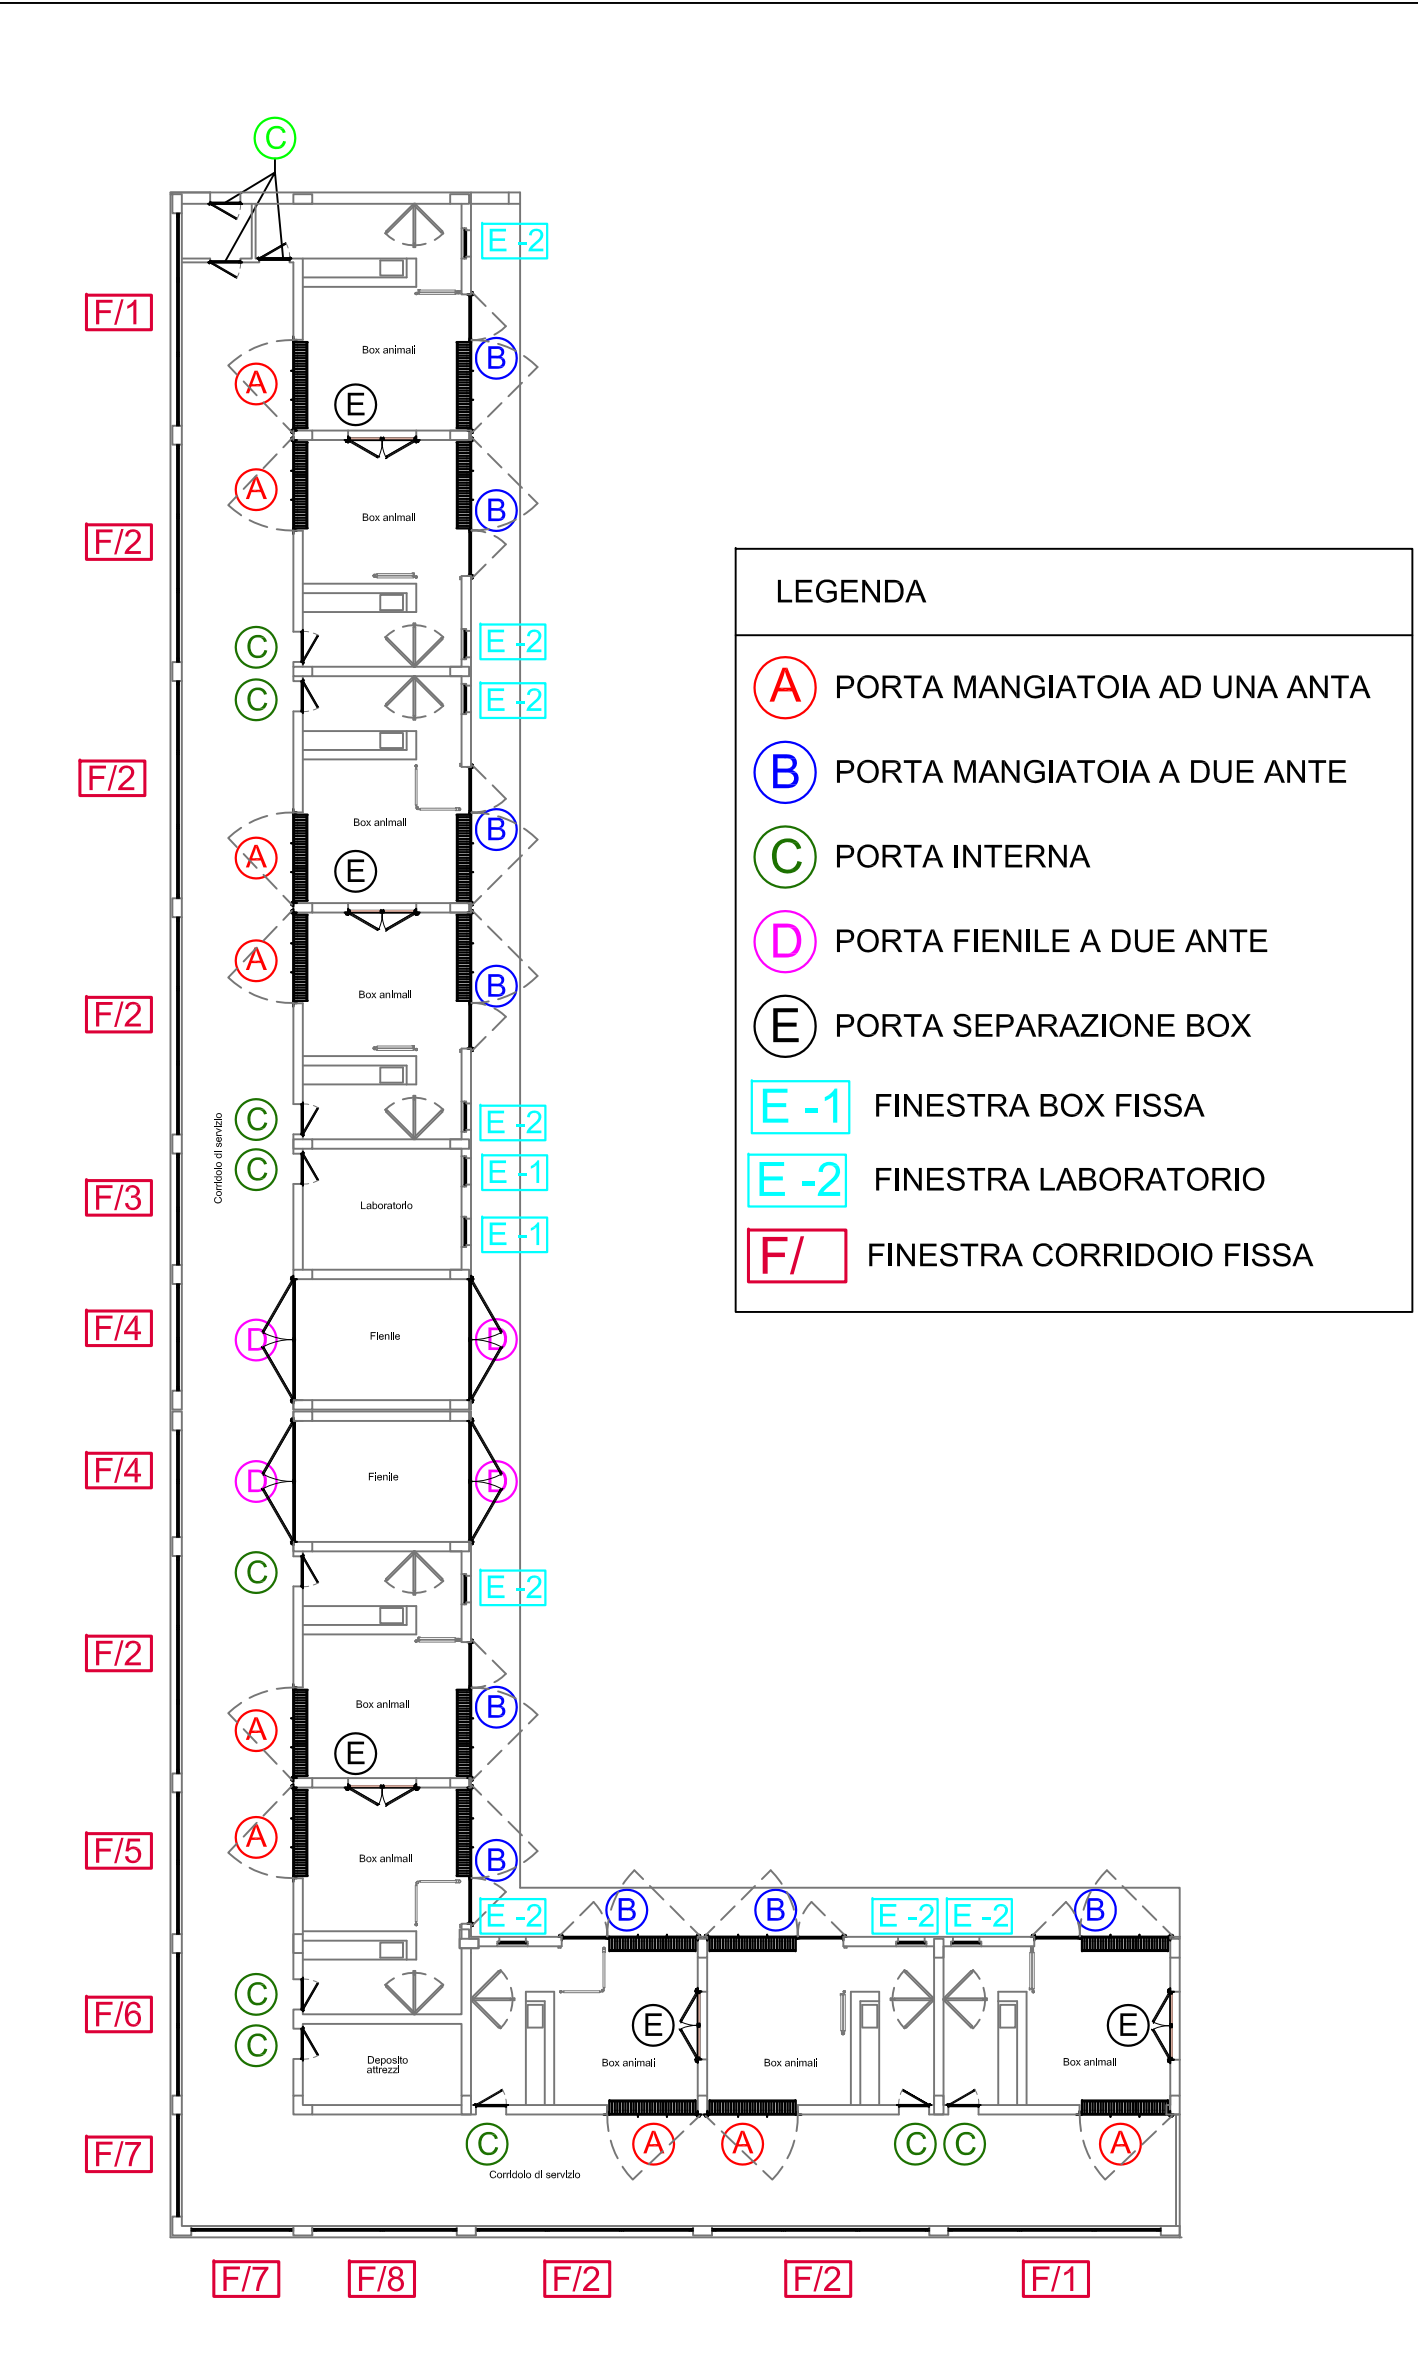 C
E -2
F/1
Box animali
B
A
E
A
Box animali
B
F/2
C
E -2
C
E -2
F/2
Box animali
B
A
E
A
Box animali
B
F/2
C
E -2
Corridoio di servizio
C
E -1
F/3
Laboratorio
E -1
F/4
D
Fienile
D
F/4
D
Fienile
D
C
E -2
F/2
Box animali
B
A
E
A
F/5
Box animali
B
E -2
B
B
E -2
E -2
B
C
F/6
C
Deposito
attrezzi
E
Box animali
Box animali
E
Box animali
F/7
C
A
A
C
C
A
Corridoio di servizio
F/7
F/8
F/2
F/2
F/1
LEGENDA
A PORTA MANGIATOIA AD UNA ANTA
B PORTA MANGIATOIA A DUE ANTE
C PORTA INTERNA
D PORTA FIENILE A DUE ANTE
E PORTA SEPARAZIONE BOX
E -1 FINESTRA BOX FISSA
E -2 FINESTRA LABORATORIO
F/ FINESTRA CORRIDOIO FISSA